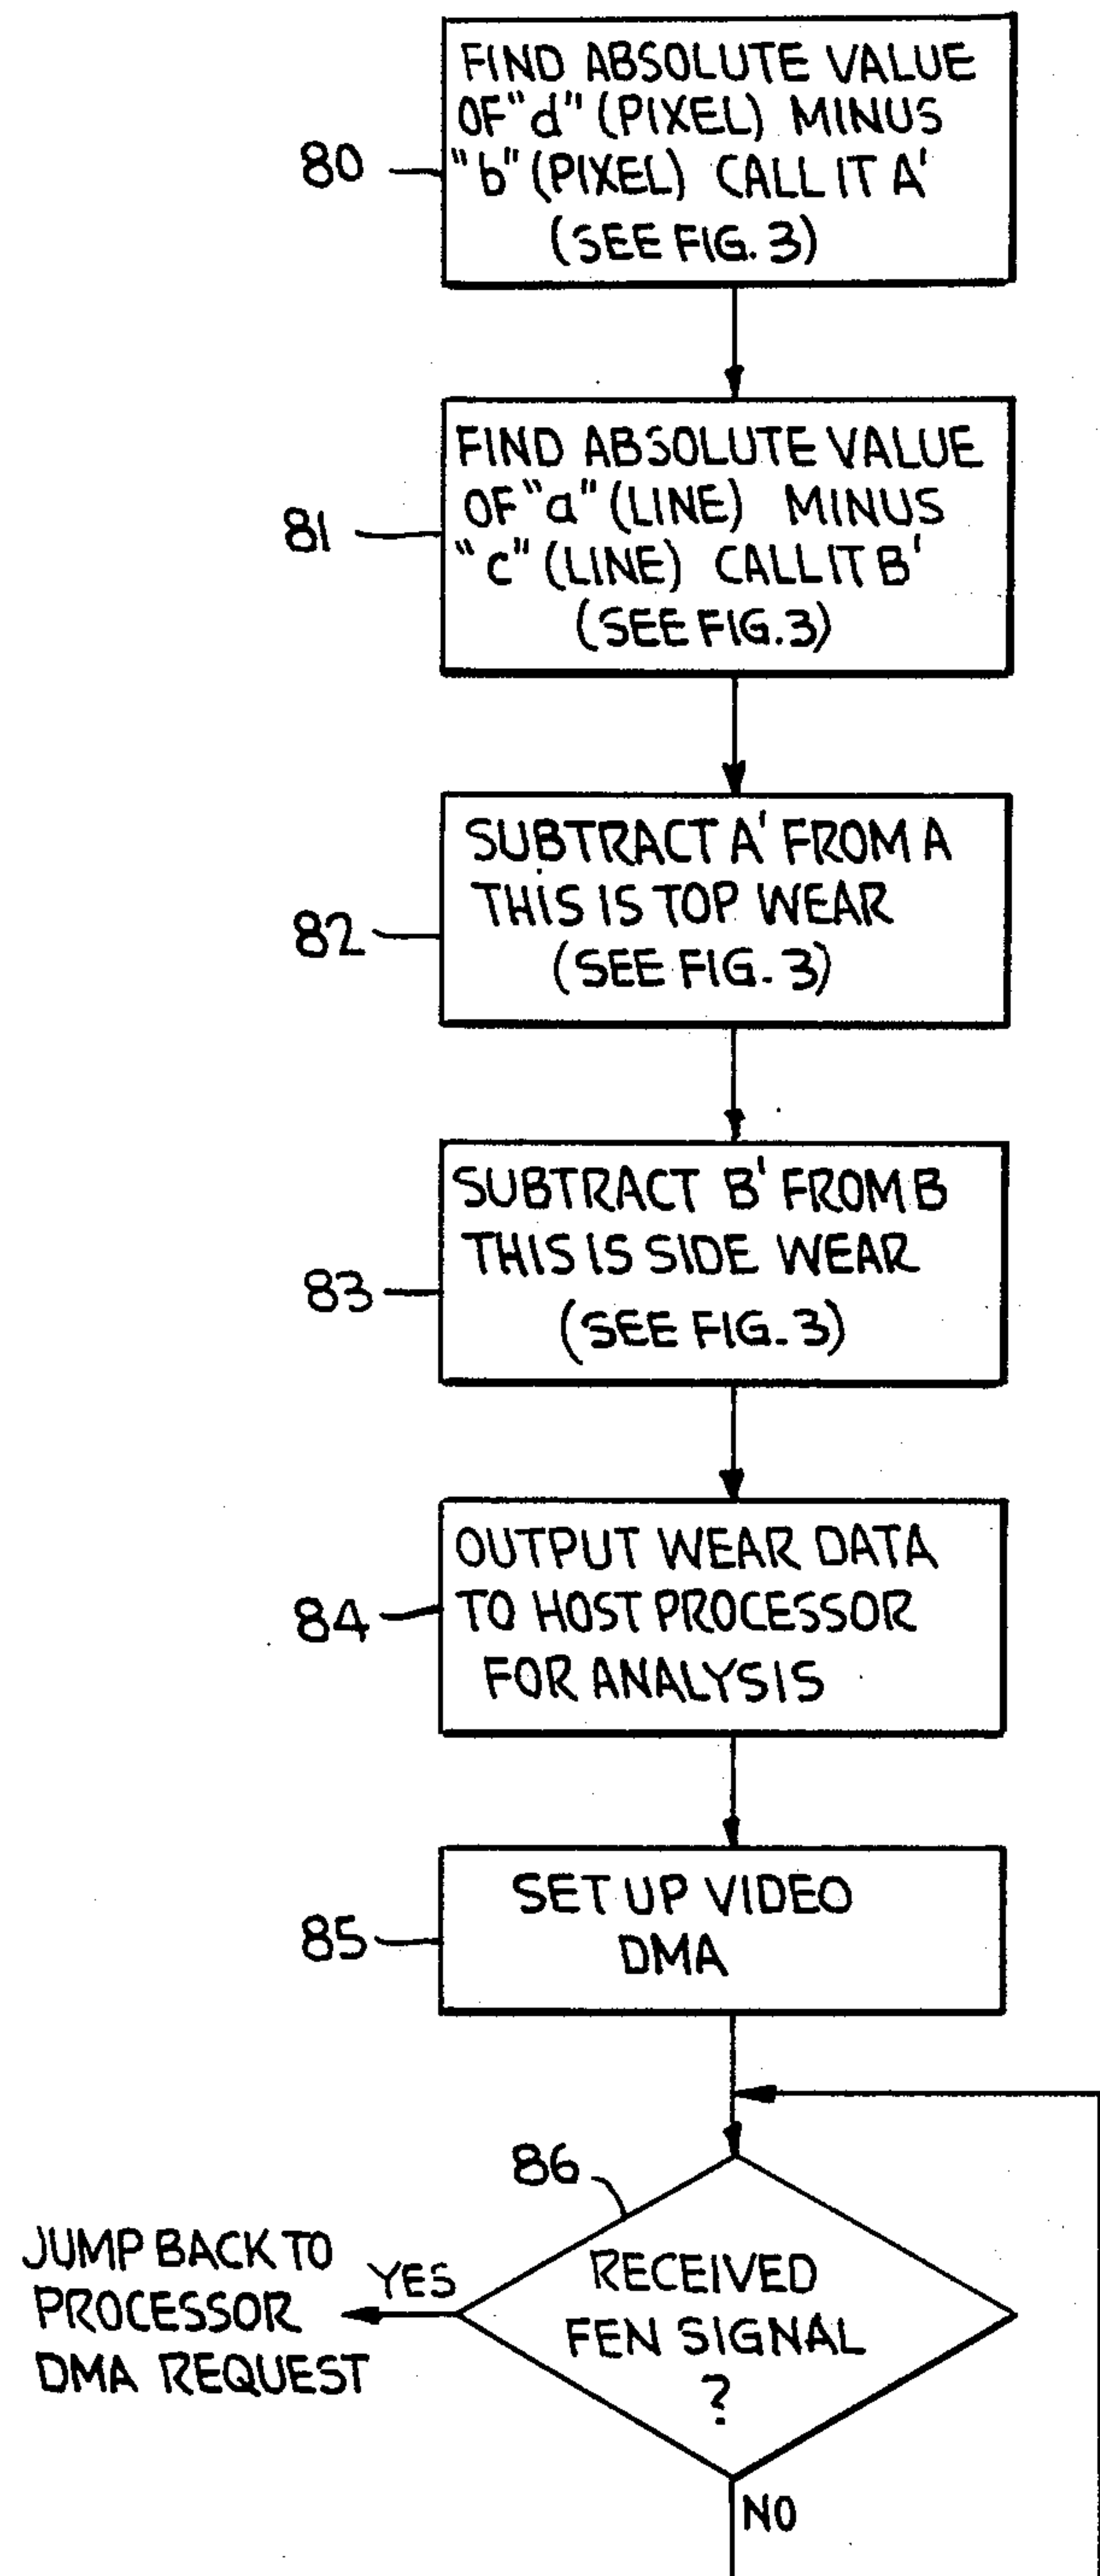 FIND ABSOLUTE VALUE
OF "d" (PIXEL) MINUS
"b" (PIXEL) CALL IT A'
(SEE FIG. 3)
80
FIND ABSOLUTE VALUE
OF "a" (LINE) MINUS
"c" (LINE) CALL IT B'
(SEE FIG. 3)
81
SUBTRACT A' FROM A
THIS IS TOP WEAR
(SEE FIG. 3)
82
SUBTRACT B' FROM B
THIS IS SIDE WEAR
(SEE FIG. 3)
83
OUTPUT WEAR DATA
TO HOST PROCESSOR
FOR ANALYSIS
84
SET UP VIDEO
DMA
85
86
RECEIVED
FEN SIGNAL
?
YES
JUMP BACK TO
PROCESSOR
DMA REQUEST
NO